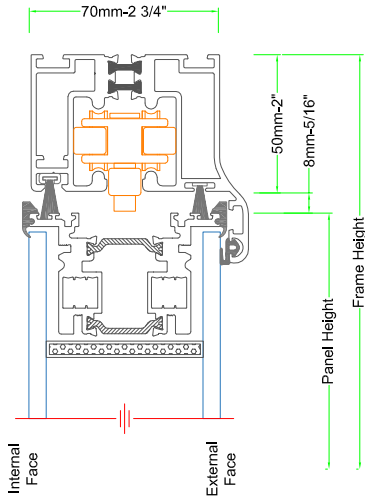 70mm-2 3/4"
50mm-2"
8mm-5/16"
Frame Height
Panel Height
Internal
Face
External
Face